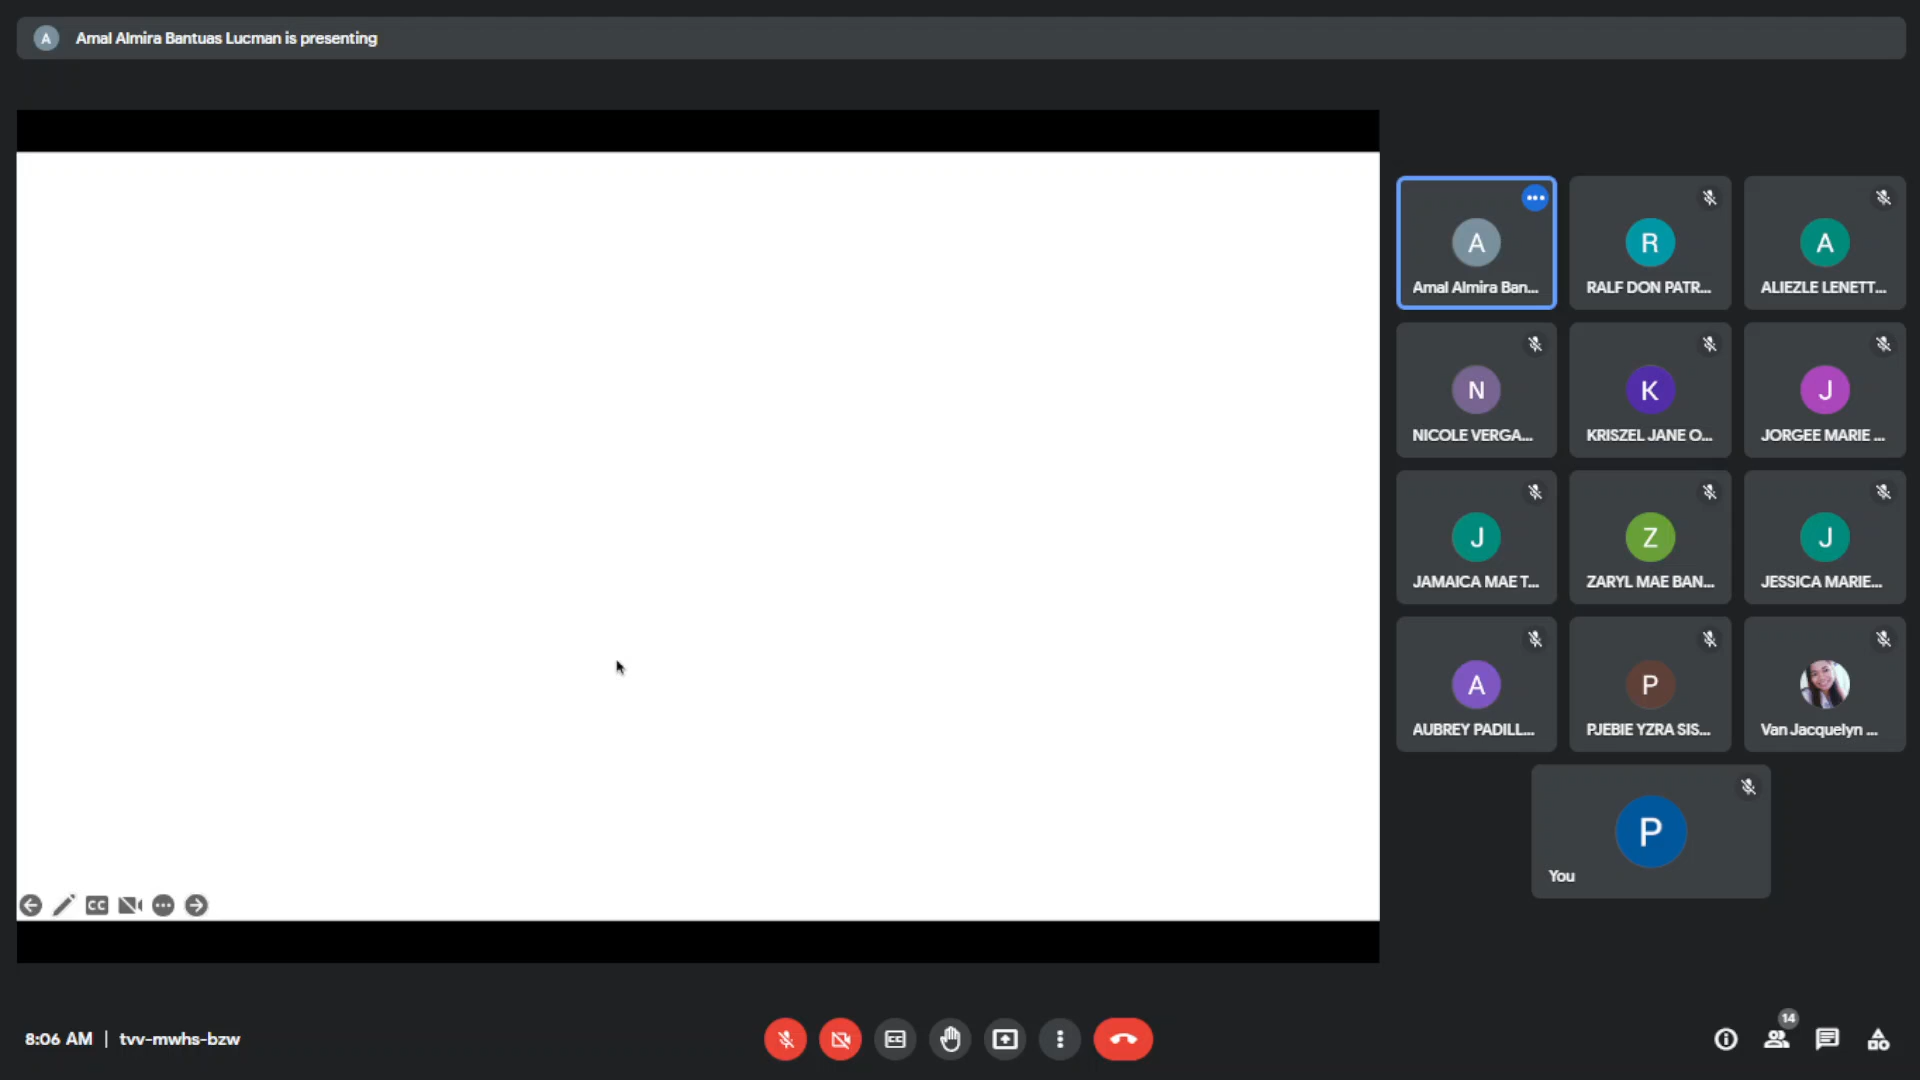 A Amal Almira Bantuas Lucman is presenting
A R A
Amal Almira Ban... RALF DON PATR... ALIEZLE LENETT...
N K J
NICOLE VERGA... KRISZEL JANE O... JORGEE MARIE ...
J Z J
JAMAICA MAE T... ZARYL MAE BAN... JESSICA MARIE...
A P
AUBREY PADILL... PJEBIE YZRA SIS... Van Jacquelyn ...
P
You
CC
8:06 AM | tvv-mwhs-bzw
CC
14